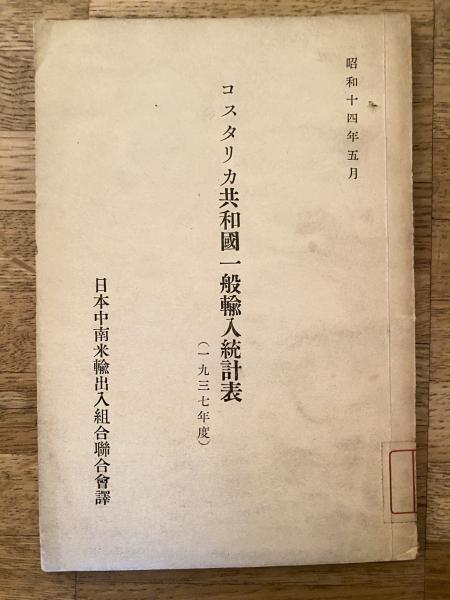 昭和十四年五月
コスタリカ共和國一般輸入統計表
(一九三七年度)
日本中南米輸出入組合聯合會譯